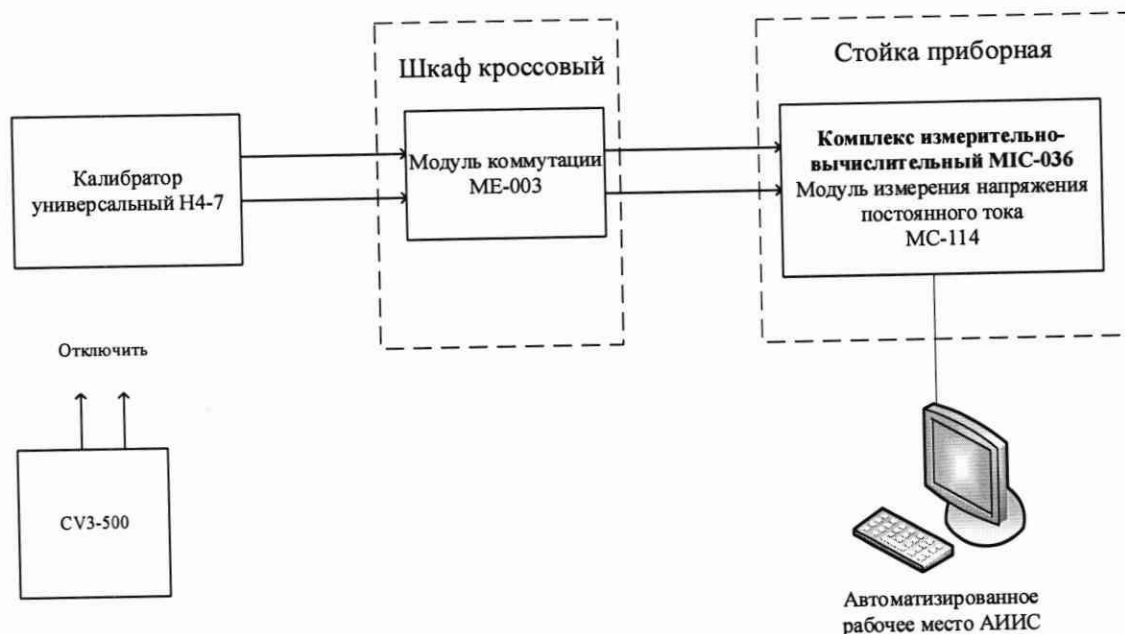 Шкаф кроссовый
Стойка приборная
Калибратор
универсальный Н4-7
Модуль коммутации
МЕ-003
Комплекс измерительно-
вычислительный MIC-036
Модуль измерения напряжения
постоянного тока
МС-114
Отключить
CV3-500
Автоматизированное
рабочее место АИИС